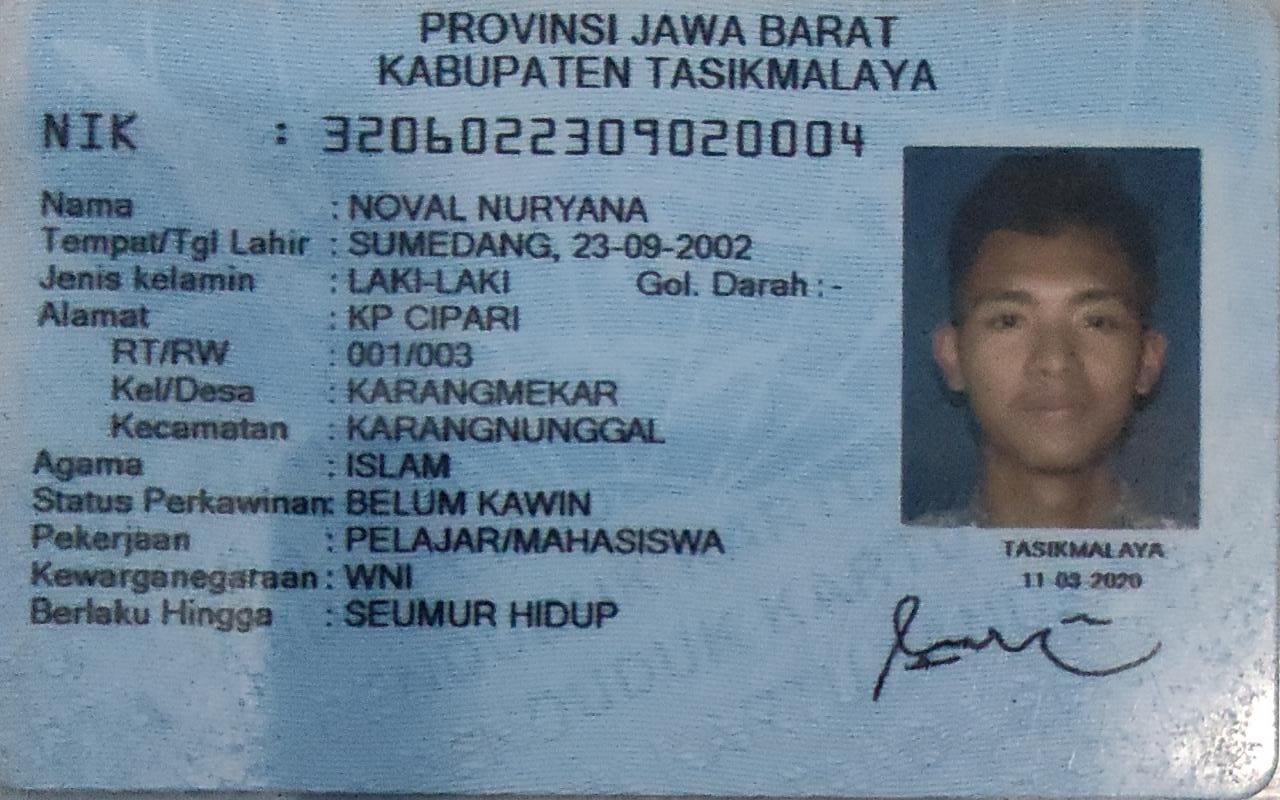 PROVINSI JAWA BARAT
KABUPATEN TASIKMALAYA
NIK : 3206022309020004
Nama : NOVAL NURYANA
Tempat/Tgl Lahir : SUMEDANG, 23-09-2002
Jenis kelamin : LAKI-LAKI Gol. Darah : -
Alamat : KP CIPARI
RT/RW : 001/003
Kel/Desa : KARANGMEKAR
Kecamatan : KARANGNUNGGAL
Agama : ISLAM
Status Perkawinan: BELUM KAWIN
Pekerjaan : PELAJAR/MAHASISWA
Kewarganegaraan : WNI
Berlaku Hingga : SEUMUR HIDUP
TASIKMALAYA
11-03-2020